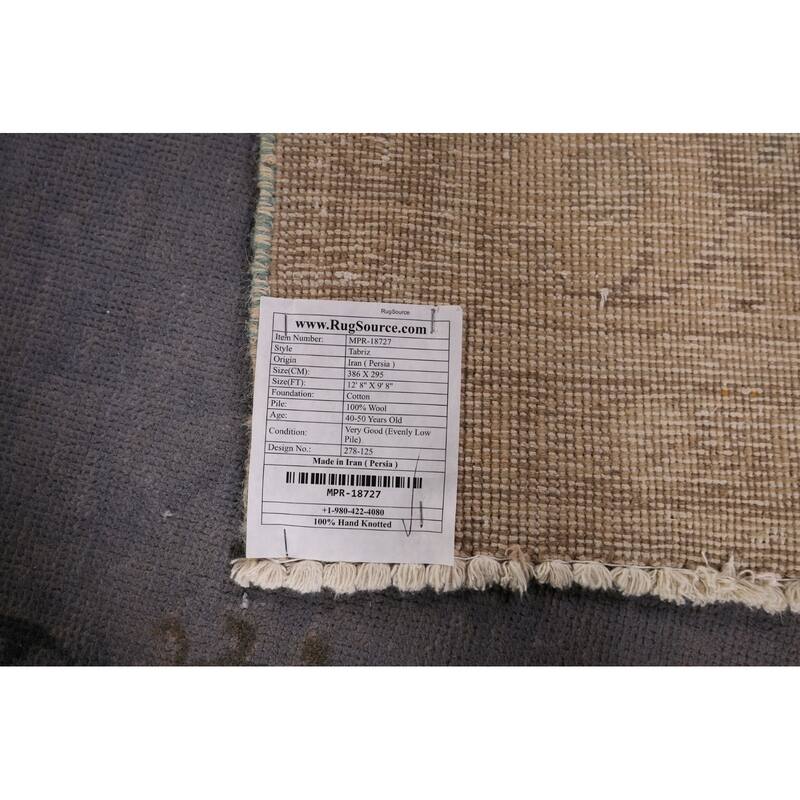 RugSource
www.RugSource.com
Item Number: MPR-18727
Style Tabriz
Origin Iran ( Persia )
Size(CM): 386 X 295
Size(FT): 12' 8" X 9' 8"
Foundation: Cotton
Pile: 100% Wool
Age: 40-50 Years Old
Condition: Very Good (Evenly Low
Pile)
Design No.: 278-125
Made in Iran ( Persia )
MPR-18727
+1-980-422-4080
100% Hand Knotted